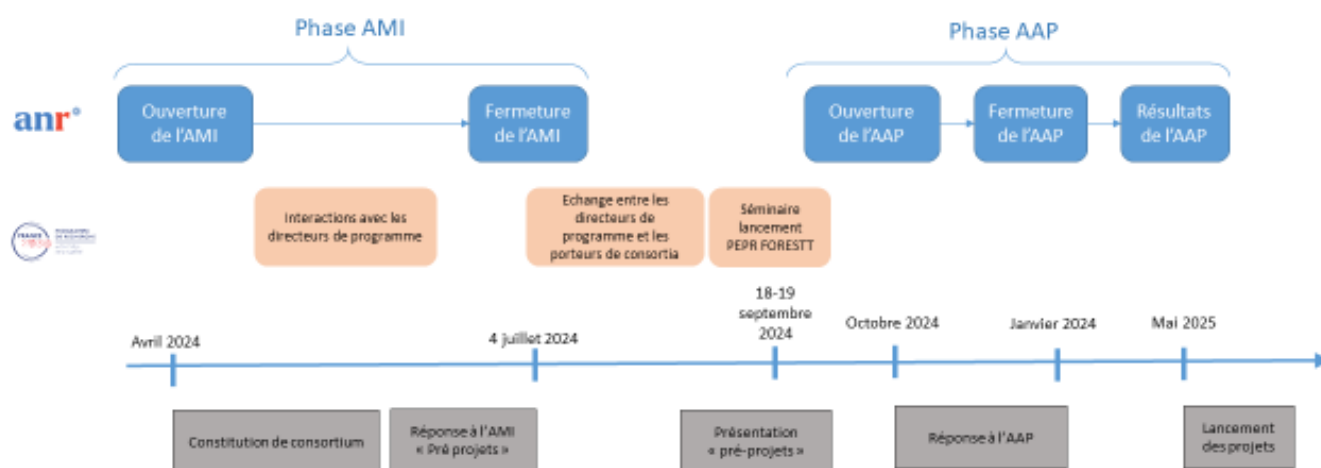 Phase AMI
Phase AAP
anr
Ouverture
de l'AMI
Fermeture
de l'AMI
Ouverture
de l'AAP
Fermeture
de l'AAP
Résultats
de l'AAP
Interactions avec les
directeurs de programme
Echange entre les
directeurs de
programme et les
porteurs de consortia
Séminaire
lancement
PEPR FORESTT
FRANCE
Avril 2024
4 juillet 2024
18-19
septembre
2024
Octobre 2024
Janvier 2024
Mai 2025
Constitution de consortium
Réponse à l'AMI
« Pré projets »
Présentation
« pré-projets »
Réponse à l'AAP
Lancement
des projets